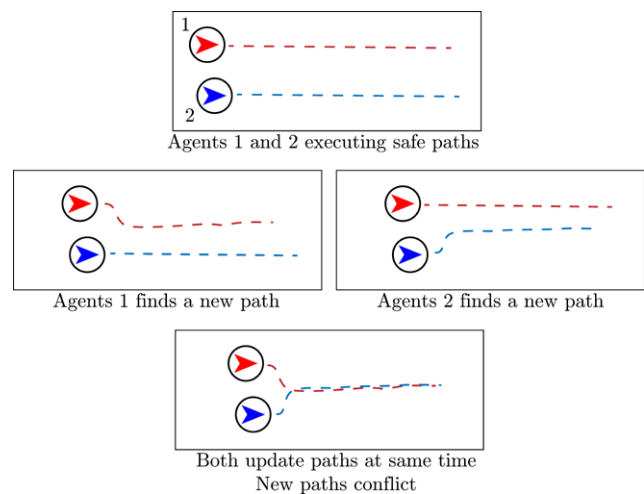 1
2
Agents 1 and 2 executing safe paths
Agents 1 finds a new path
Agents 2 finds a new path
Both update paths at same time
New paths conflict